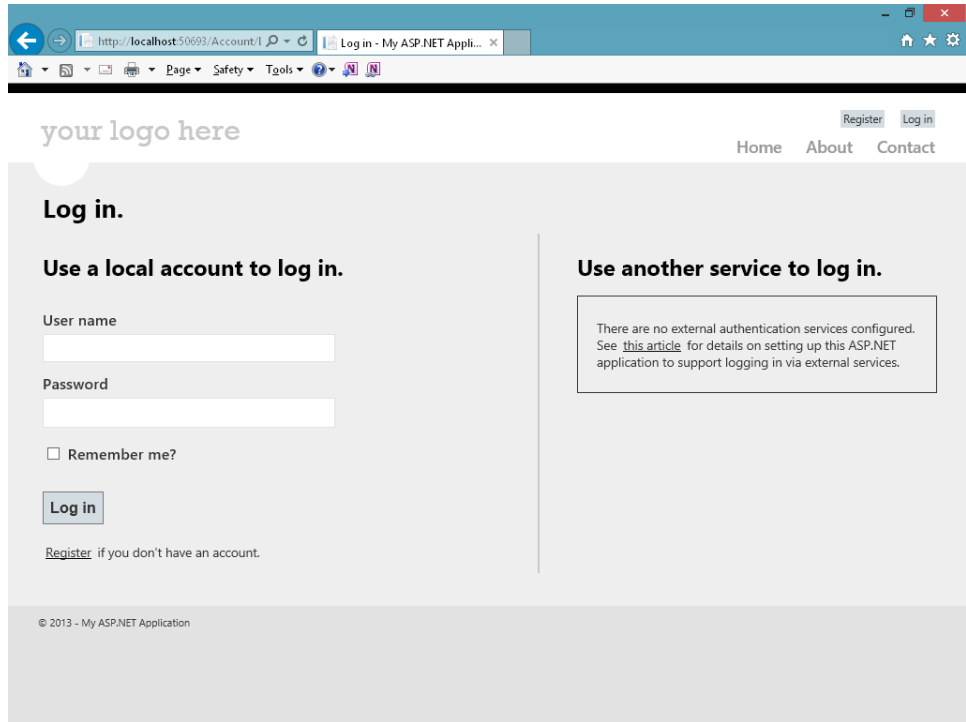 http://localhost:50693/Account/l
Log in - My ASP.NET Appli...
Page
Safety
Tools
your logo here
Register
Log in
Home
About
Contact
Log in.
Use a local account to log in.
User name
Password
Remember me?
Log in
Register if you don't have an account.
Use another service to log in.
There are no external authentication services configured.
See this article for details on setting up this ASP.NET
application to support logging in via external services.
© 2013 - My ASP.NET Application